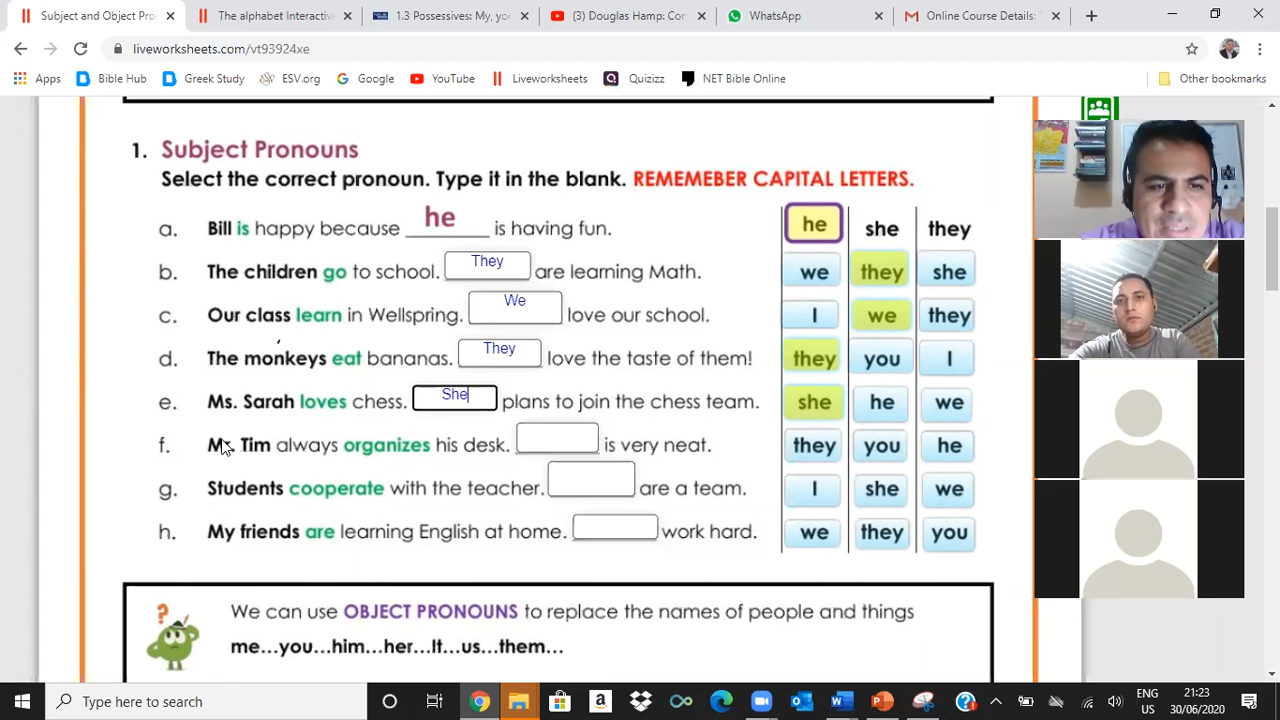 Subject and Object Pro
The alphabet Interactive
1.3 Possessives: My, yo
(3) Douglas Hamp: Cor
WhatsApp
Online Course Details:
liveworksheets.com/vt93924xe
Apps
Bible Hub
Greek Study
ESV.org
Google
YouTube
Liveworksheets
Quizizz
NET Bible Online
Other bookmarks
1. Subject Pronouns
Select the correct pronoun. Type it in the blank. REMEMEBER CAPITAL LETTERS.
a. Bill is happy because he is having fun. he she they
b. The children go to school. They are learning Math. we they she
c. Our class learn in Wellspring. We love our school. I we they
d. The monkeys eat bananas. They love the taste of them! they you I
e. Ms. Sarah loves chess. She plans to join the chess team. she he we
f. Mr. Tim always organizes his desk. is very neat. they you he
g. Students cooperate with the teacher. are a team. I she we
h. My friends are learning English at home. work hard. we they you
We can use OBJECT PRONOUNS to replace the names of people and things
me...you...him...her...It...us...them...
Type here to search
ENG
US
21:23
30/06/2020